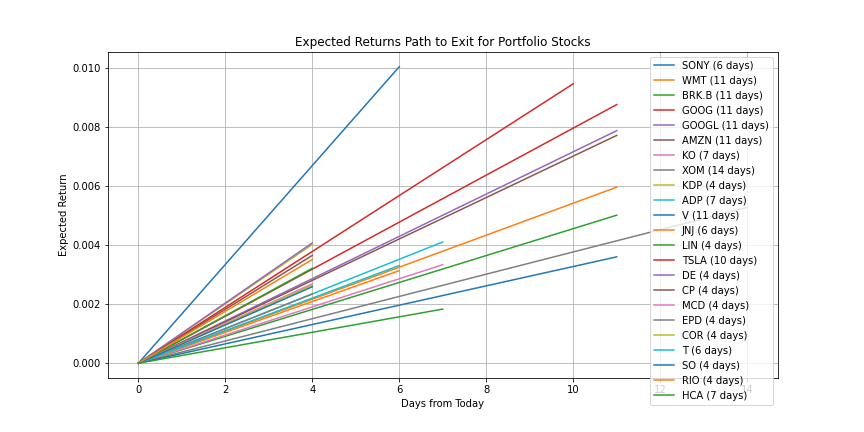 Expected Returns Path to Exit for Portfolio Stocks
Expected Return
0.010
0.008
0.006
0.004
0.002
0.000
0
2
4
6
8
10
12
14
Days from Today
SONY (6 days)
WMT (11 days)
BRK.B (11 days)
GOOG (11 days)
GOOGL (11 days)
AMZN (11 days)
KO (7 days)
XOM (14 days)
KDP (4 days)
ADP (7 days)
V (11 days)
JNJ (6 days)
LIN (4 days)
TSLA (10 days)
DE (4 days)
CP (4 days)
MCD (4 days)
EPD (4 days)
COR (4 days)
T (6 days)
SO (4 days)
RIO (4 days)
HCA (7 days)